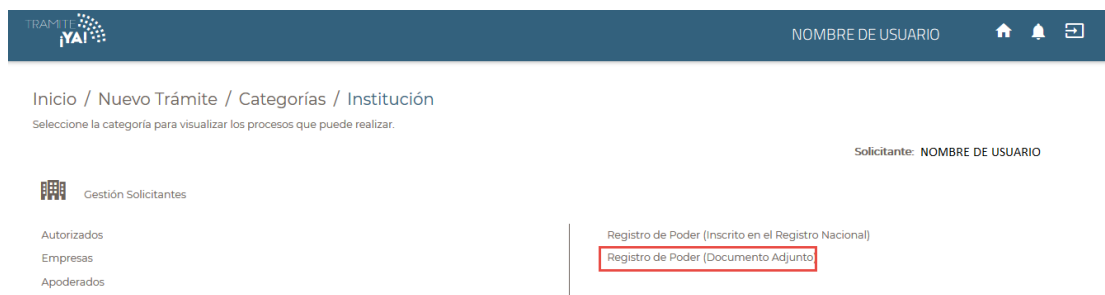 TRAMITE
¡YA!
NOMBRE DE USUARIO
Inicio / Nuevo Trámite / Categorías / Institución
Seleccione la categoría para visualizar los procesos que puede realizar.
Solicitante: NOMBRE DE USUARIO
Gestión Solicitantes
Autorizados
Empresas
Apoderados
Registro de Poder (Inscrito en el Registro Nacional)
Registro de Poder (Documento Adjunto)